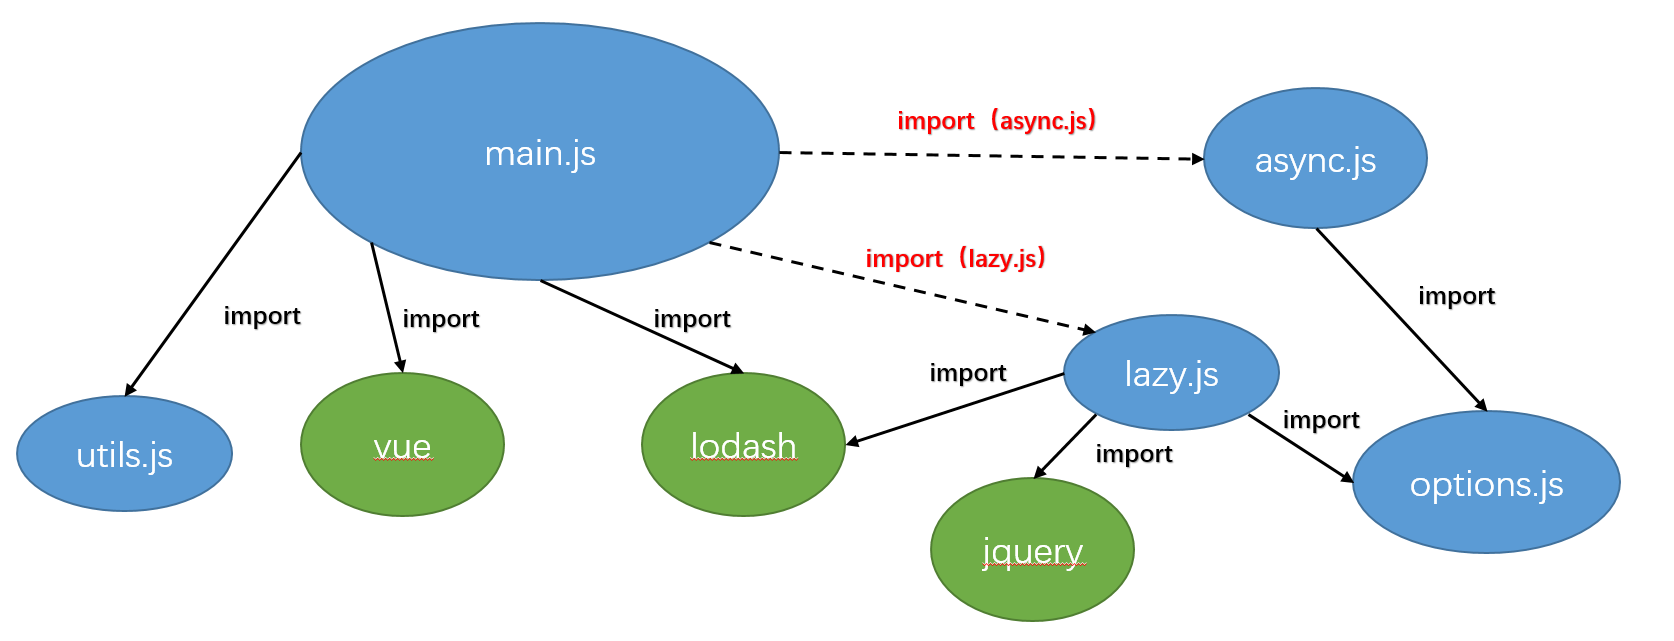 main.js
import（async.js）
async.js
import（lazy.js）
import
import
import
import
import
lazy.js
import
import
utils.js
vue
lodash
import
options.js
jquery